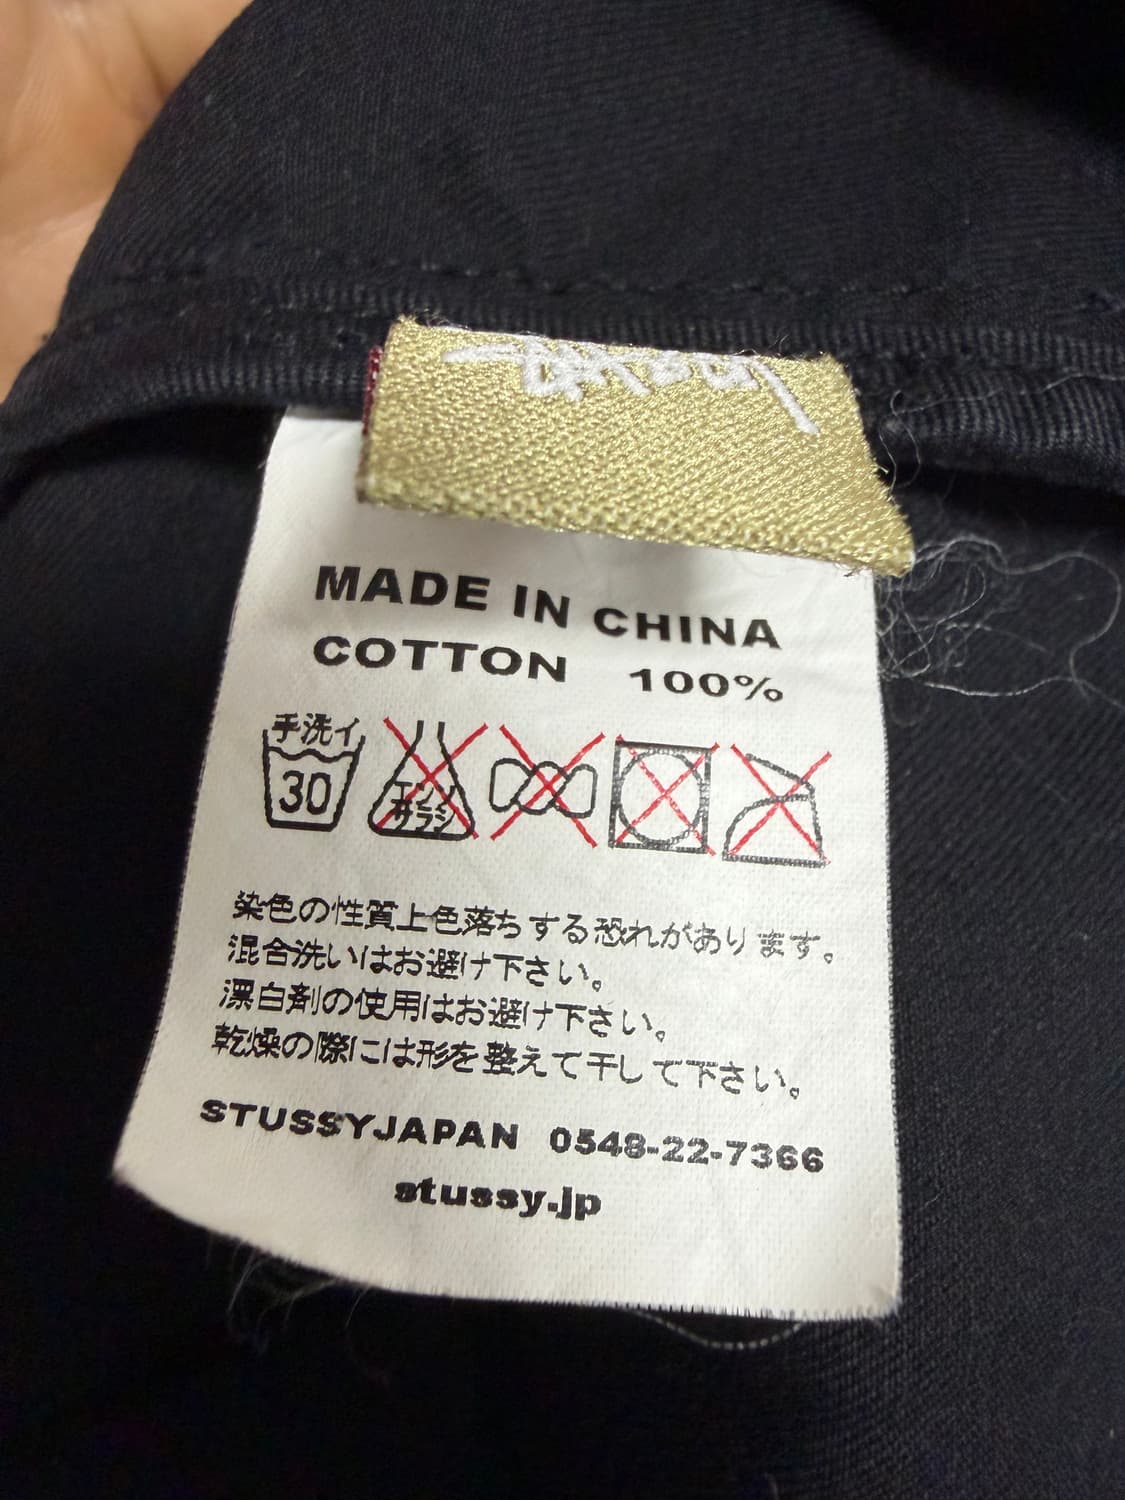 MADE IN CHINA
COTTON 100%
手洗イ
30
エンソ
サラシ
染色の性質上色落ちする恐れがあります。
混合洗いはお避け下さい。
漂白剤の使用はお避け下さい。
乾燥の際には形を整えて干して下さい。
STUSSYJAPAN 0548-22-7366
stussy.jp